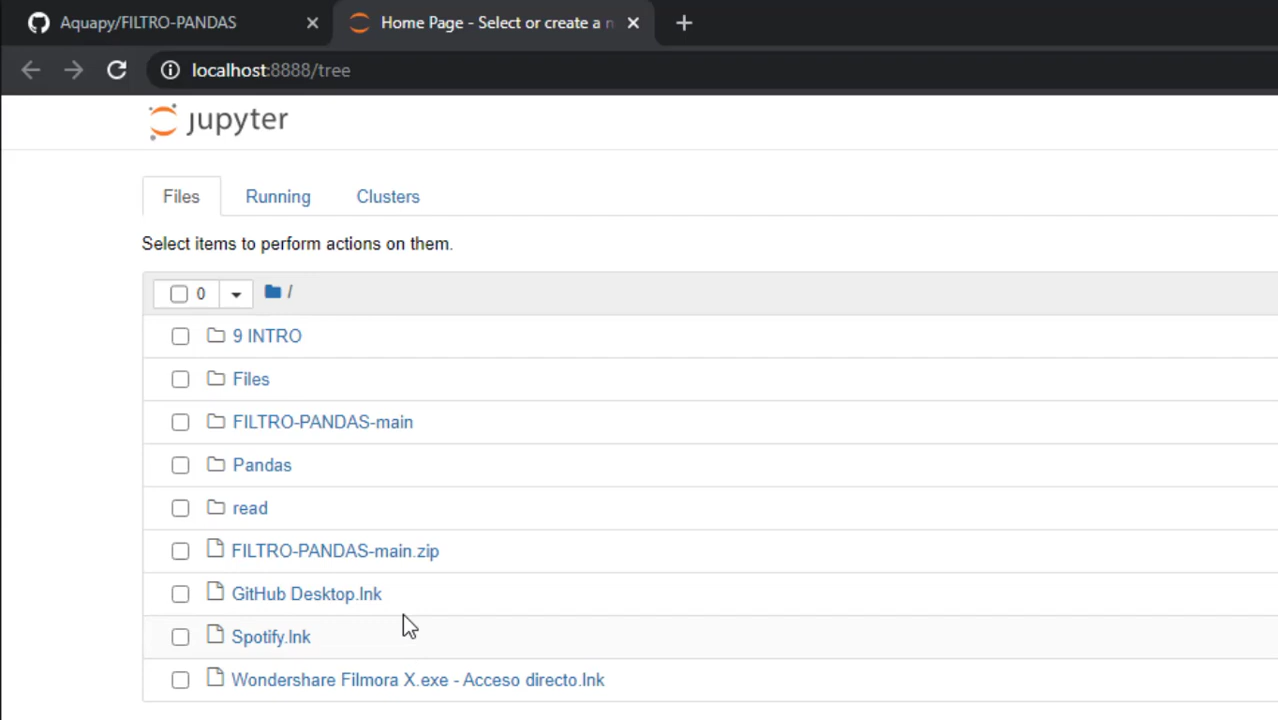 Aquapy/FILTRO-PANDAS
Home Page - Select or create a n
localhost:8888/tree
jupyter
Files
Running
Clusters
Select items to perform actions on them.
0
/
9 INTRO
Files
FILTRO-PANDAS-main
Pandas
read
FILTRO-PANDAS-main.zip
GitHub Desktop.lnk
Spotify.lnk
Wondershare Filmora X.exe - Acceso directo.lnk